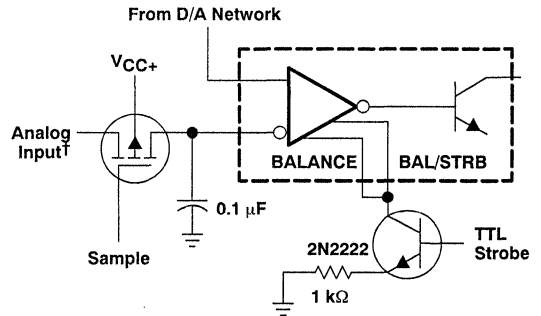 From D/A Network
VCC+
Analog
Input†
BALANCE
BAL/STRB
0.1 µF
Sample
2N2222
TTL
Strobe
1 kΩ